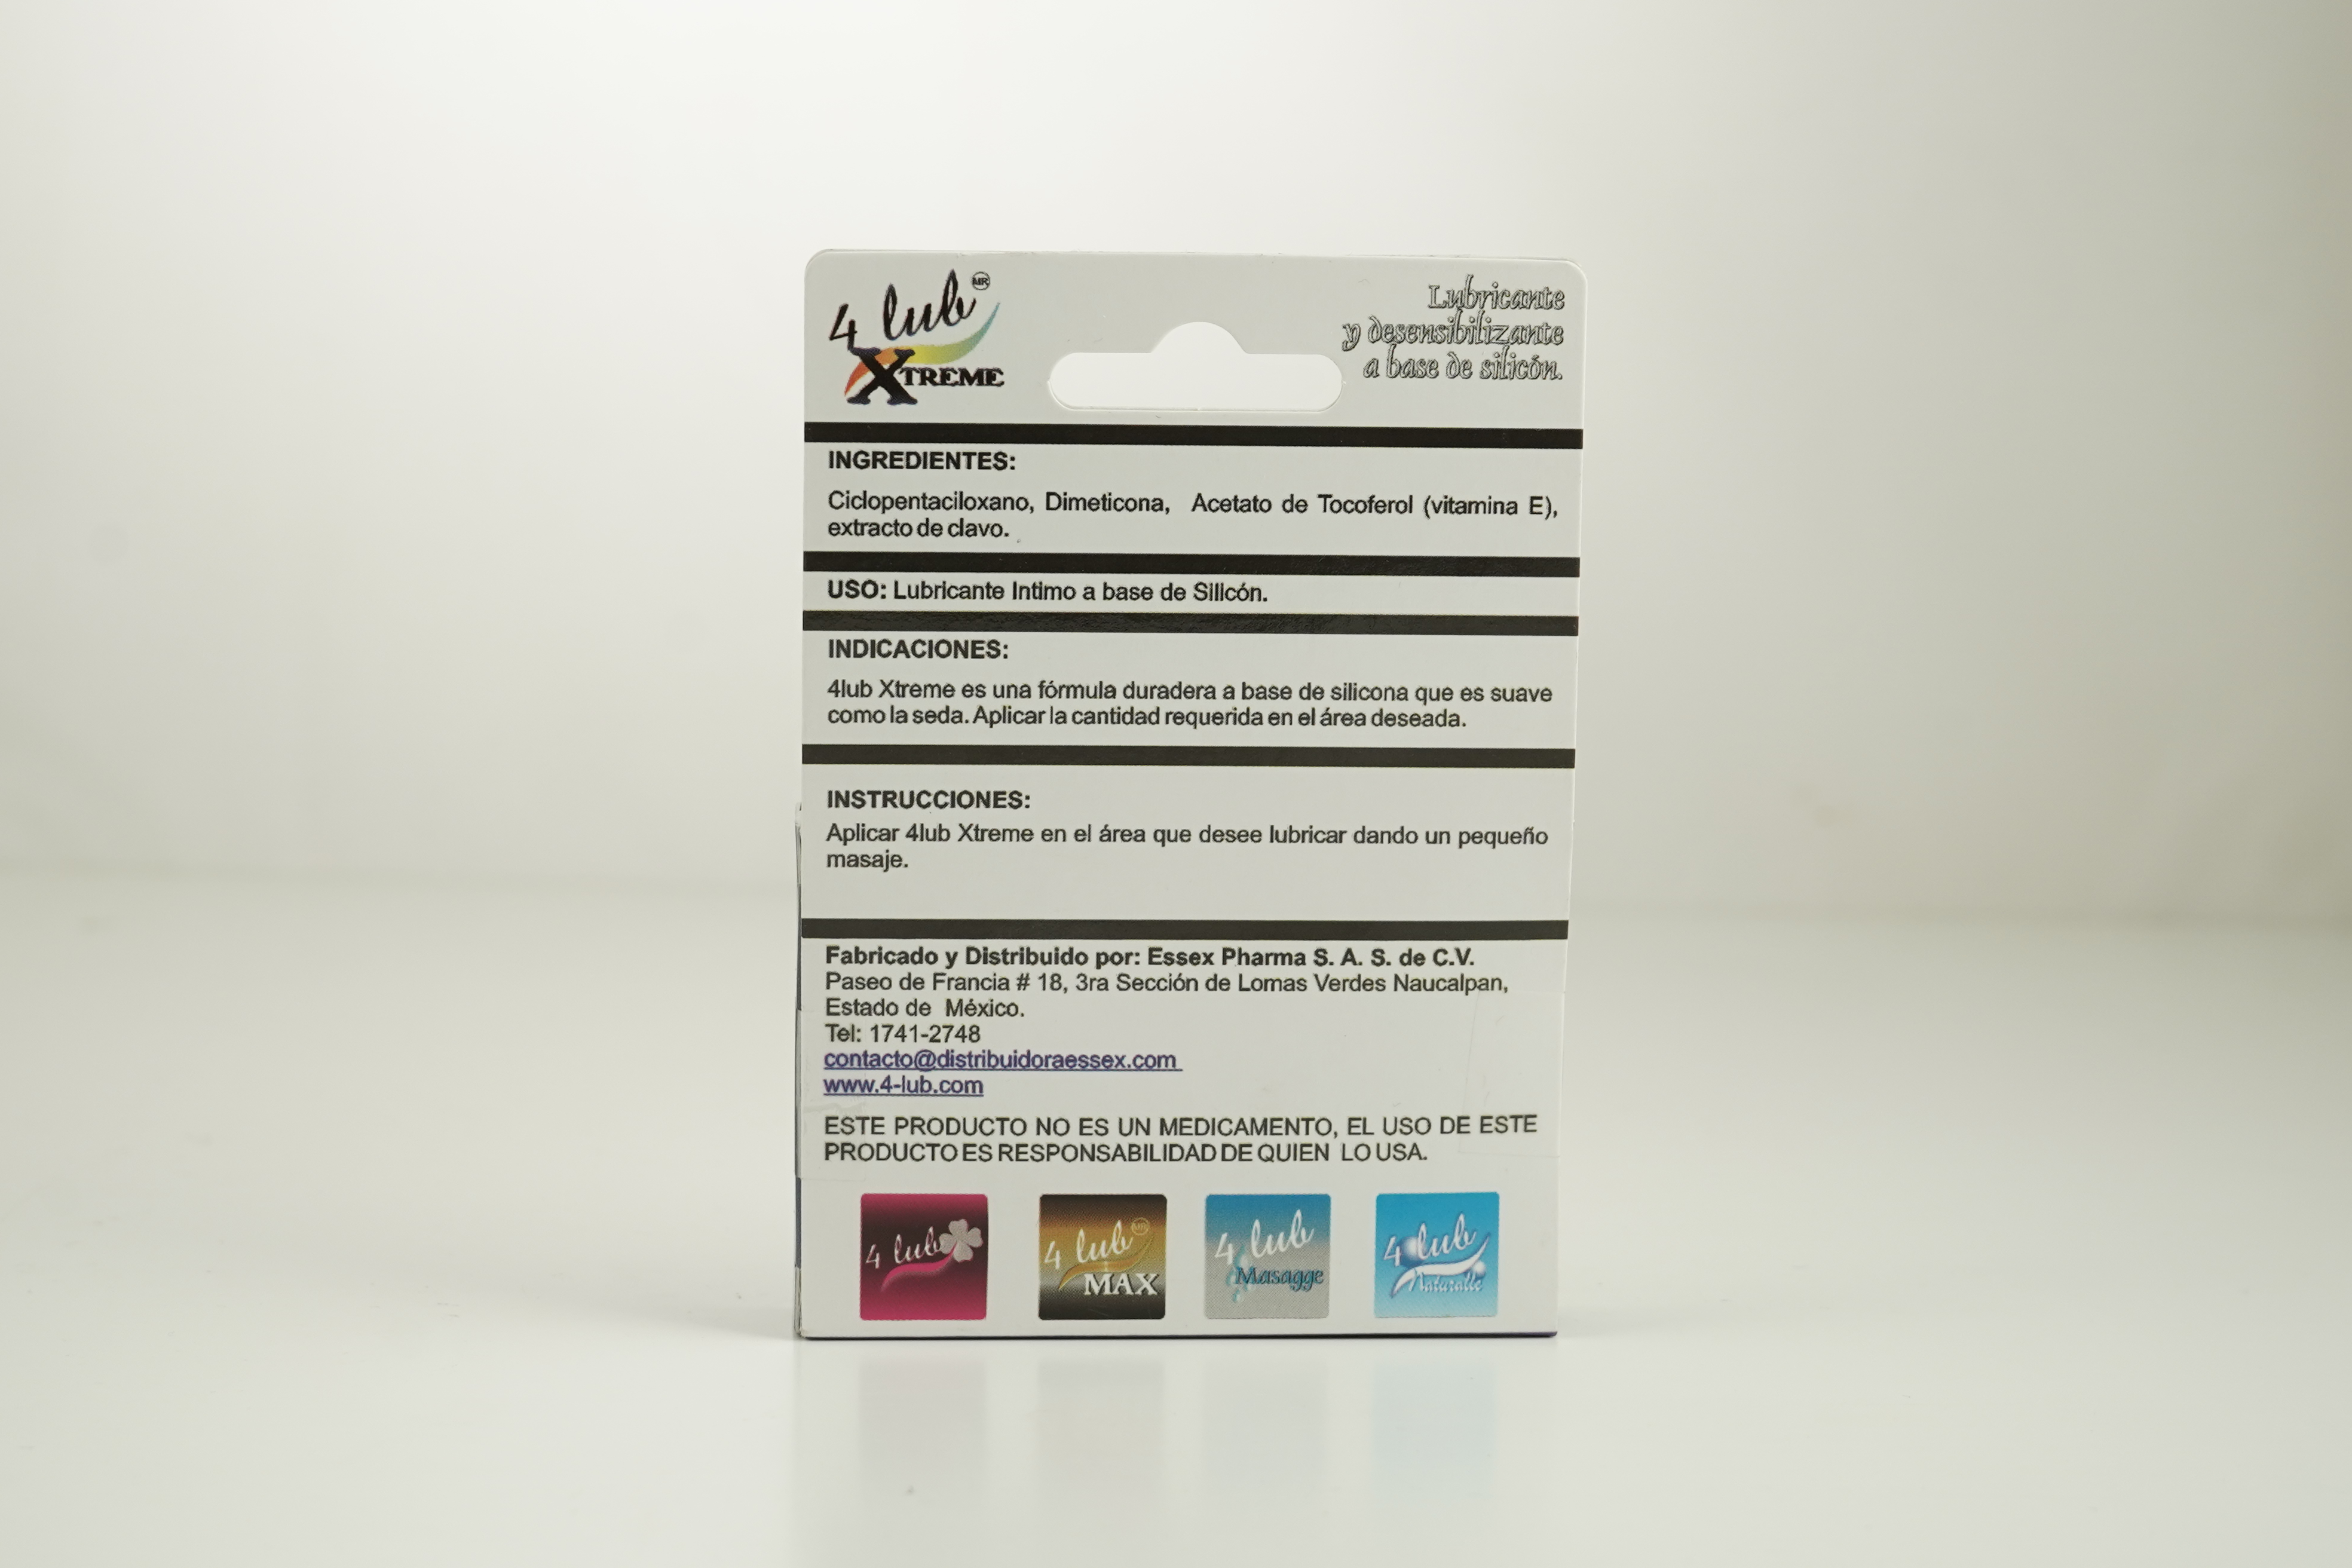 4 lub MR
XTREME
Lubricante
y desensibilizante
a base de silicón.
INGREDIENTES:
Ciclopentaciloxano, Dimeticona, Acetato de Tocoferol (vitamina E),
extracto de clavo.
USO: Lubricante Intimo a base de Silicón.
INDICACIONES:
4lub Xtreme es una fórmula duradera a base de silicona que es suave
como la seda. Aplicar la cantidad requerida en el área deseada.
INSTRUCCIONES:
Aplicar 4lub Xtreme en el área que desee lubricar dando un pequeño
masaje.
Fabricado y Distribuido por: Essex Pharma S. A. S. de C.V.
Paseo de Francia # 18, 3ra Sección de Lomas Verdes Naucalpan,
Estado de México.
Tel: 1741-2748
contacto@distribuidoraessex.com
www.4-lub.com
ESTE PRODUCTO NO ES UN MEDICAMENTO, EL USO DE ESTE
PRODUCTO ES RESPONSABILIDAD DE QUIEN LO USA.
4 lub
4 lub MR
MAX
4 lub
Masagge
4 lub
Naturalle